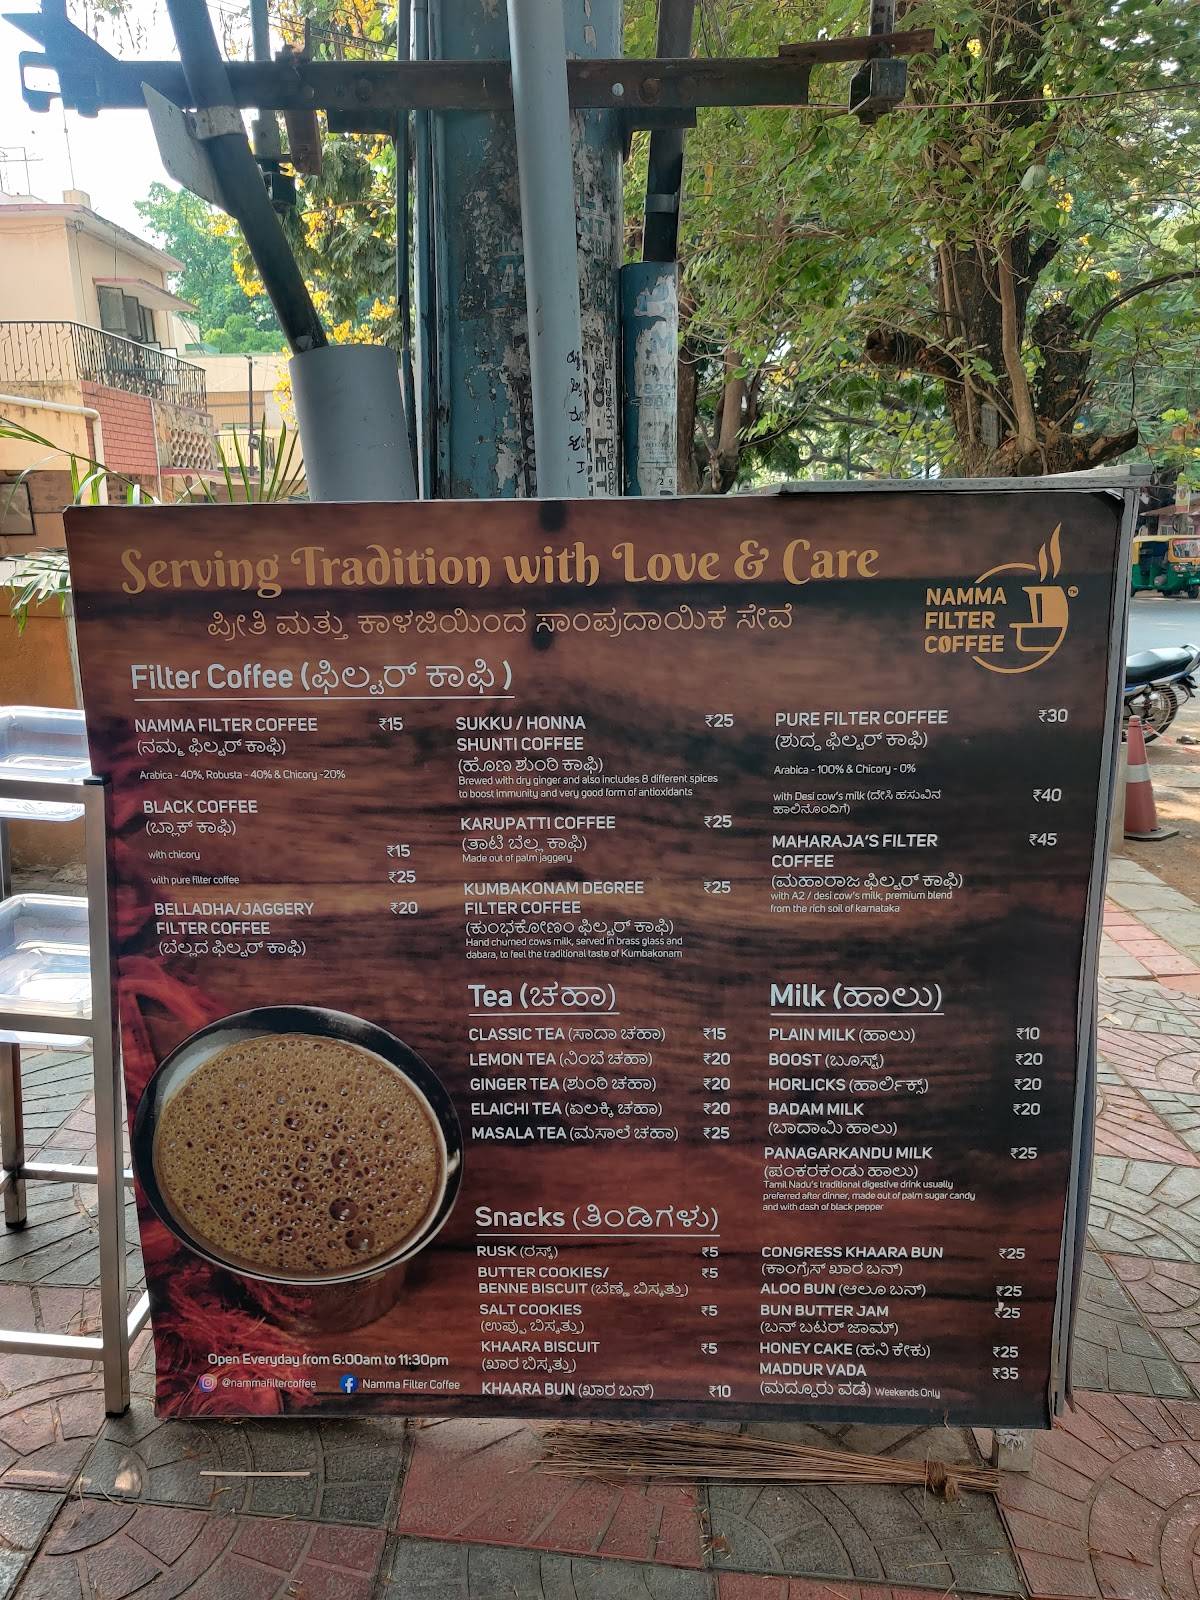 Serving Tradition with Love & Care
ಪ್ರೀತಿ ಮತ್ತು ಕಾಳಜಿಯಿಂದ ಸಾಂಪ್ರದಾಯಿಕ ಸೇವೆ
NAMMA
FILTER
COFFEE
TM
Filter Coffee (ಫಿಲ್ಟರ್ ಕಾಫಿ)
NAMMA FILTER COFFEE ₹15
(ನಮ್ಮ ಫಿಲ್ಟರ್ ಕಾಫಿ)
Arabica - 40%, Robusta - 40% & Chicory -20%
BLACK COFFEE
(ಬ್ಲಾಕ್ ಕಾಫಿ)
with chicory ₹15
with pure filter coffee ₹25
BELLADHA/JAGGERY ₹20
FILTER COFFEE
(ಬೆಲ್ಲದ ಫಿಲ್ಟರ್ ಕಾಫಿ)
SUKKU / HONNA ₹25
SHUNTI COFFEE
(ಹೊಣ ಶುಂಠಿ ಕಾಫಿ)
Brewed with dry ginger and also includes 8 different spices
to boost immunity and very good form of antioxidants
KARUPATTI COFFEE ₹25
(ತಾಟಿ ಬೆಲ್ಲ ಕಾಫಿ)
Made out of palm jaggery
KUMBAKONAM DEGREE ₹25
FILTER COFFEE
(ಕುಂಭಕೋಣಂ ಫಿಲ್ಟರ್ ಕಾಫಿ)
Hand churned cows milk, served in brass glass and
dabara, to feel the traditional taste of Kumbakonam
PURE FILTER COFFEE ₹30
(ಶುದ್ದ ಫಿಲ್ಟರ್ ಕಾಫಿ)
Arabica - 100% & Chicory - 0%
with Desi cow's milk (ದೇಸಿ ಹಸುವಿನ ₹40
ಹಾಲಿನೊಂದಿಗೆ)
MAHARAJA'S FILTER ₹45
COFFEE
(ಮಹಾರಾಜ ಫಿಲ್ಟರ್ ಕಾಫಿ)
with A2 / desi cow's milk, premium blend
from the rich soil of karnataka
Tea (ಚಹಾ)
CLASSIC TEA (ಸಾದಾ ಚಹಾ) ₹15
LEMON TEA (ನಿಂಬೆ ಚಹಾ) ₹20
GINGER TEA (ಶುಂಠಿ ಚಹಾ) ₹20
ELAICHI TEA (ಏಲಕ್ಕಿ ಚಹಾ) ₹20
MASALA TEA (ಮಸಾಲೆ ಚಹಾ) ₹25
Milk (ಹಾಲು)
PLAIN MILK (ಹಾಲು) ₹10
BOOST (ಬೂಸ್ಟ್) ₹20
HORLICKS (ಹಾರ್ಲಿಕ್ಸ್) ₹20
BADAM MILK ₹20
(ಬಾದಾಮಿ ಹಾಲು)
PANAGARKANDU MILK ₹25
(ಪಂಕರಕಂಡು ಹಾಲು)
Tamil Nadu's traditional digestive drink usually
preferred after dinner, made out of palm sugar candy
and with dash of black pepper
Snacks (ತಿಂಡಿಗಳು)
RUSK (ರಸ್ಕ್) ₹5
BUTTER COOKIES/ ₹5
BENNE BISCUIT (ಬೆಣ್ಣೆ ಬಿಸ್ಕತ್ತು)
SALT COOKIES ₹5
(ಉಪ್ಪು ಬಿಸ್ಕತ್ತು)
KHAARA BISCUIT ₹5
(ಖಾರ ಬಿಸ್ಕತ್ತು)
KHAARA BUN (ಖಾರ ಬನ್) ₹10
CONGRESS KHAARA BUN ₹25
(ಕಾಂಗ್ರೆಸ್ ಖಾರ ಬನ್)
ALOO BUN (ಆಲೂ ಬನ್) ₹25
BUN BUTTER JAM ₹25
(ಬನ್ ಬಟರ್ ಜಾಮ್)
HONEY CAKE (ಹನಿ ಕೇಕು) ₹25
MADDUR VADA ₹35
(ಮದ್ದೂರು ವಡೆ) Weekends Only
Open Everyday from 6:00am to 11:30pm
@nammafiltercoffee Namma Filter Coffee